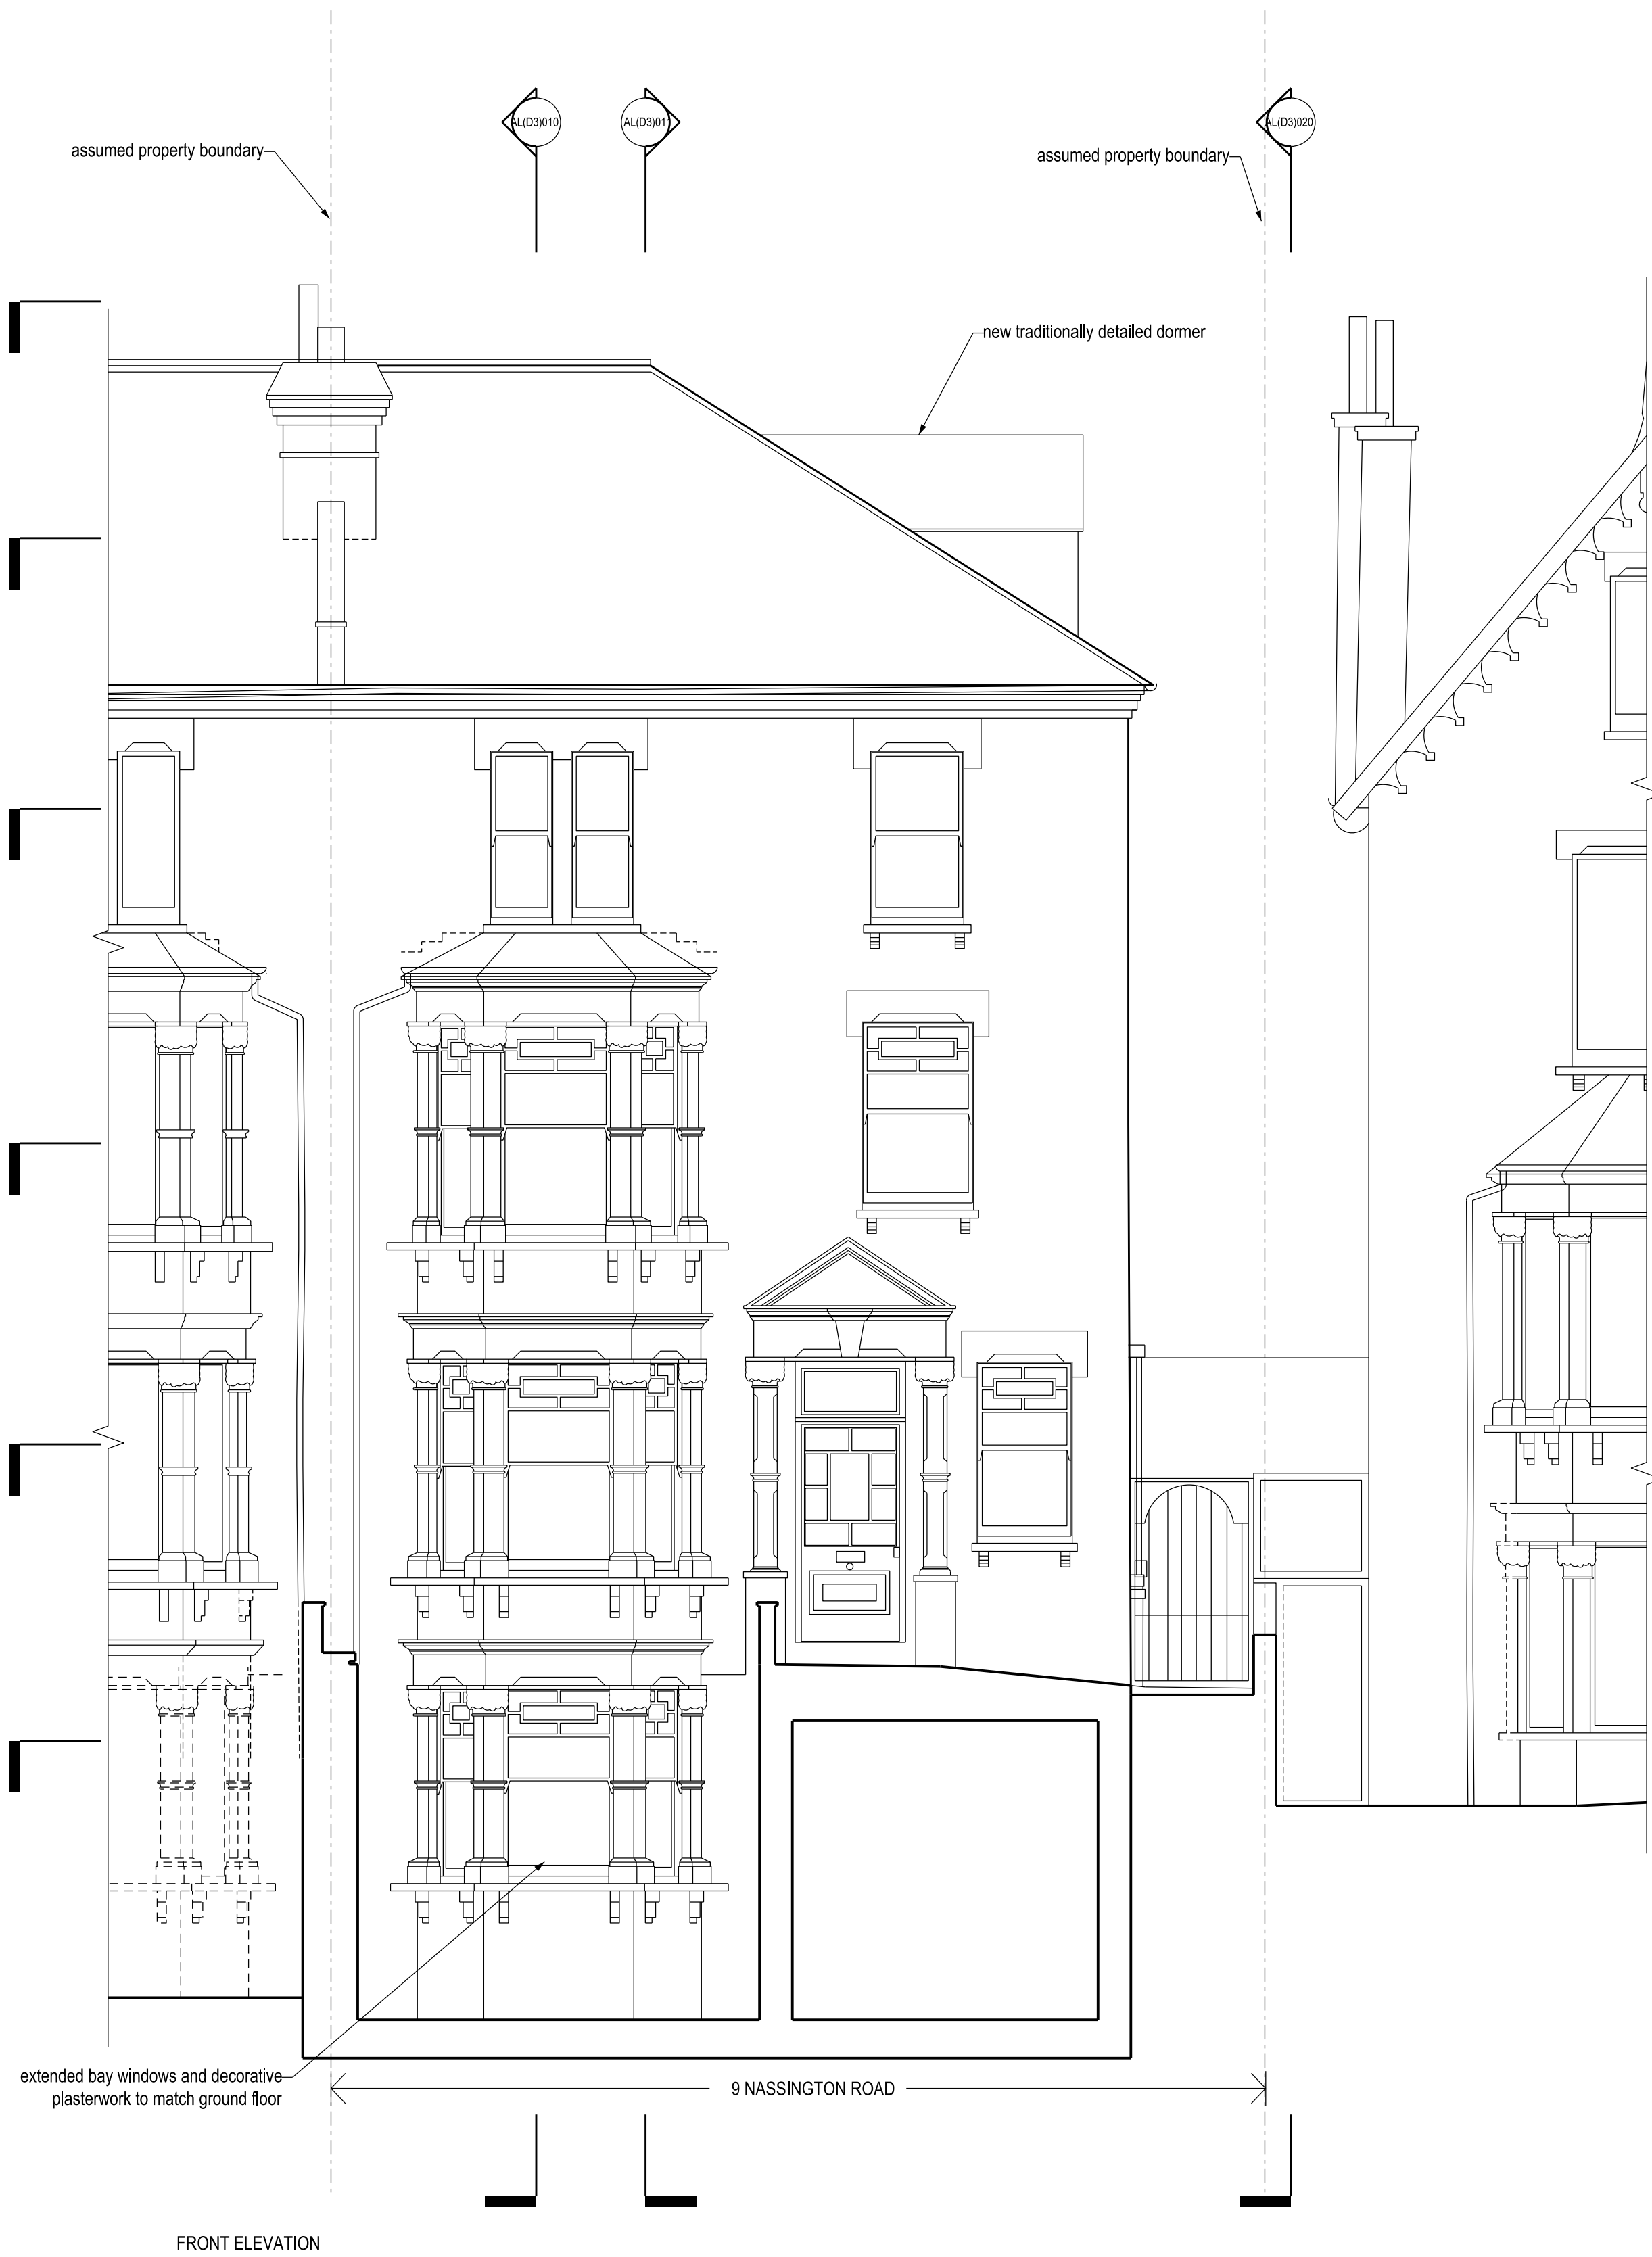 AL(D3)010
AL(D3)011
AL(D3)020
assumed property boundary
assumed property boundary
new traditionally detailed dormer
extended bay windows and decorative
plasterwork to match ground floor
9 NASSINGTON ROAD
FRONT ELEVATION